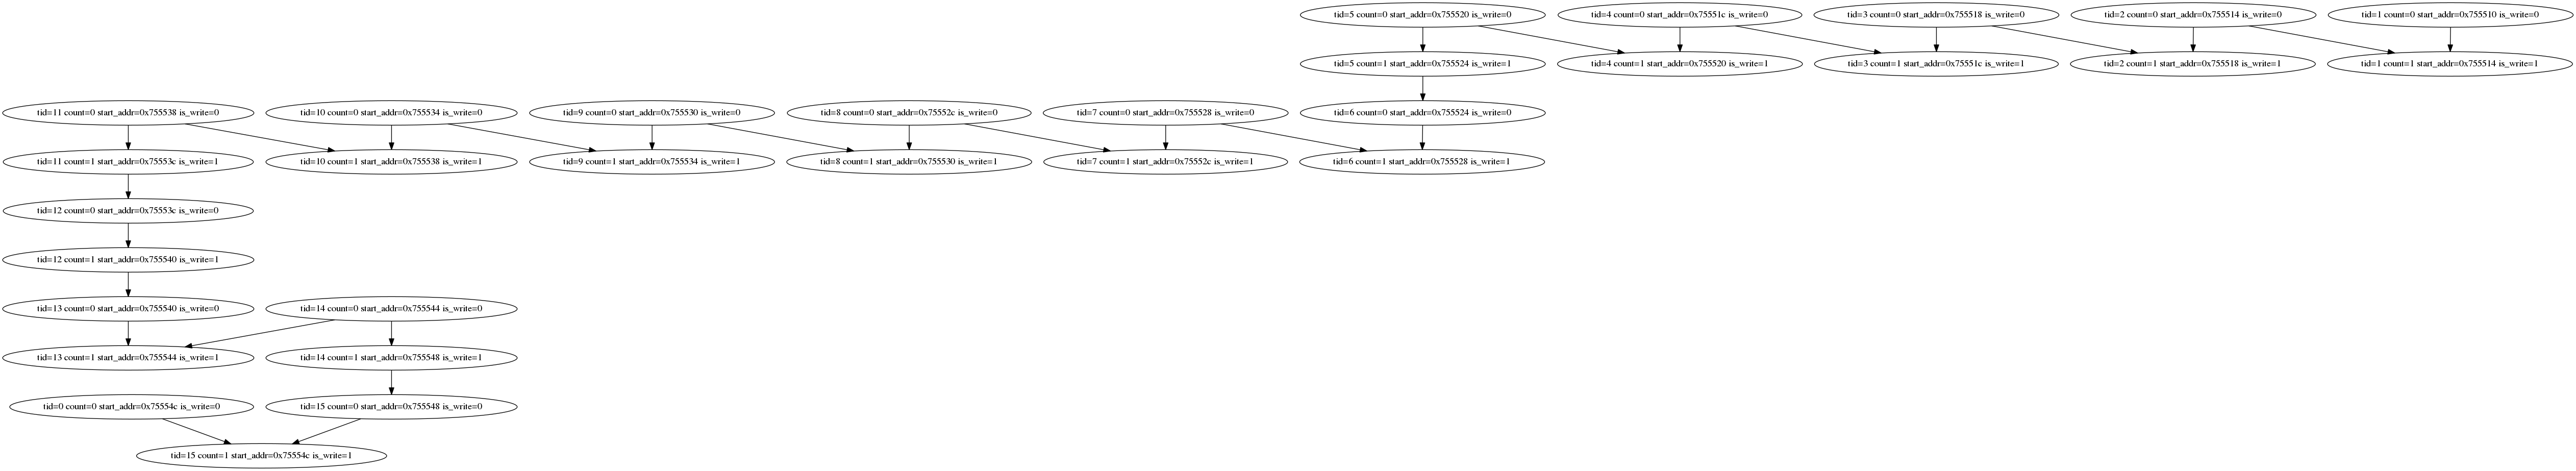 tid=5 count=0 start_addr=0x755520 is_write=0
tid=4 count=0 start_addr=0x75551c is_write=0
tid=3 count=0 start_addr=0x755518 is_write=0
tid=2 count=0 start_addr=0x755514 is_write=0
tid=1 count=0 start_addr=0x755510 is_write=0
tid=5 count=1 start_addr=0x755524 is_write=1
tid=4 count=1 start_addr=0x755520 is_write=1
tid=3 count=1 start_addr=0x75551c is_write=1
tid=2 count=1 start_addr=0x755518 is_write=1
tid=1 count=1 start_addr=0x755514 is_write=1
tid=11 count=0 start_addr=0x755538 is_write=0
tid=10 count=0 start_addr=0x755534 is_write=0
tid=9 count=0 start_addr=0x755530 is_write=0
tid=8 count=0 start_addr=0x75552c is_write=0
tid=7 count=0 start_addr=0x755528 is_write=0
tid=6 count=0 start_addr=0x755524 is_write=0
tid=11 count=1 start_addr=0x75553c is_write=1
tid=10 count=1 start_addr=0x755538 is_write=1
tid=9 count=1 start_addr=0x755534 is_write=1
tid=8 count=1 start_addr=0x755530 is_write=1
tid=7 count=1 start_addr=0x75552c is_write=1
tid=6 count=1 start_addr=0x755528 is_write=1
tid=12 count=0 start_addr=0x75553c is_write=0
tid=12 count=1 start_addr=0x755540 is_write=1
tid=13 count=0 start_addr=0x755540 is_write=0
tid=14 count=0 start_addr=0x755544 is_write=0
tid=13 count=1 start_addr=0x755544 is_write=1
tid=14 count=1 start_addr=0x755548 is_write=1
tid=0 count=0 start_addr=0x75554c is_write=0
tid=15 count=0 start_addr=0x755548 is_write=0
tid=15 count=1 start_addr=0x75554c is_write=1